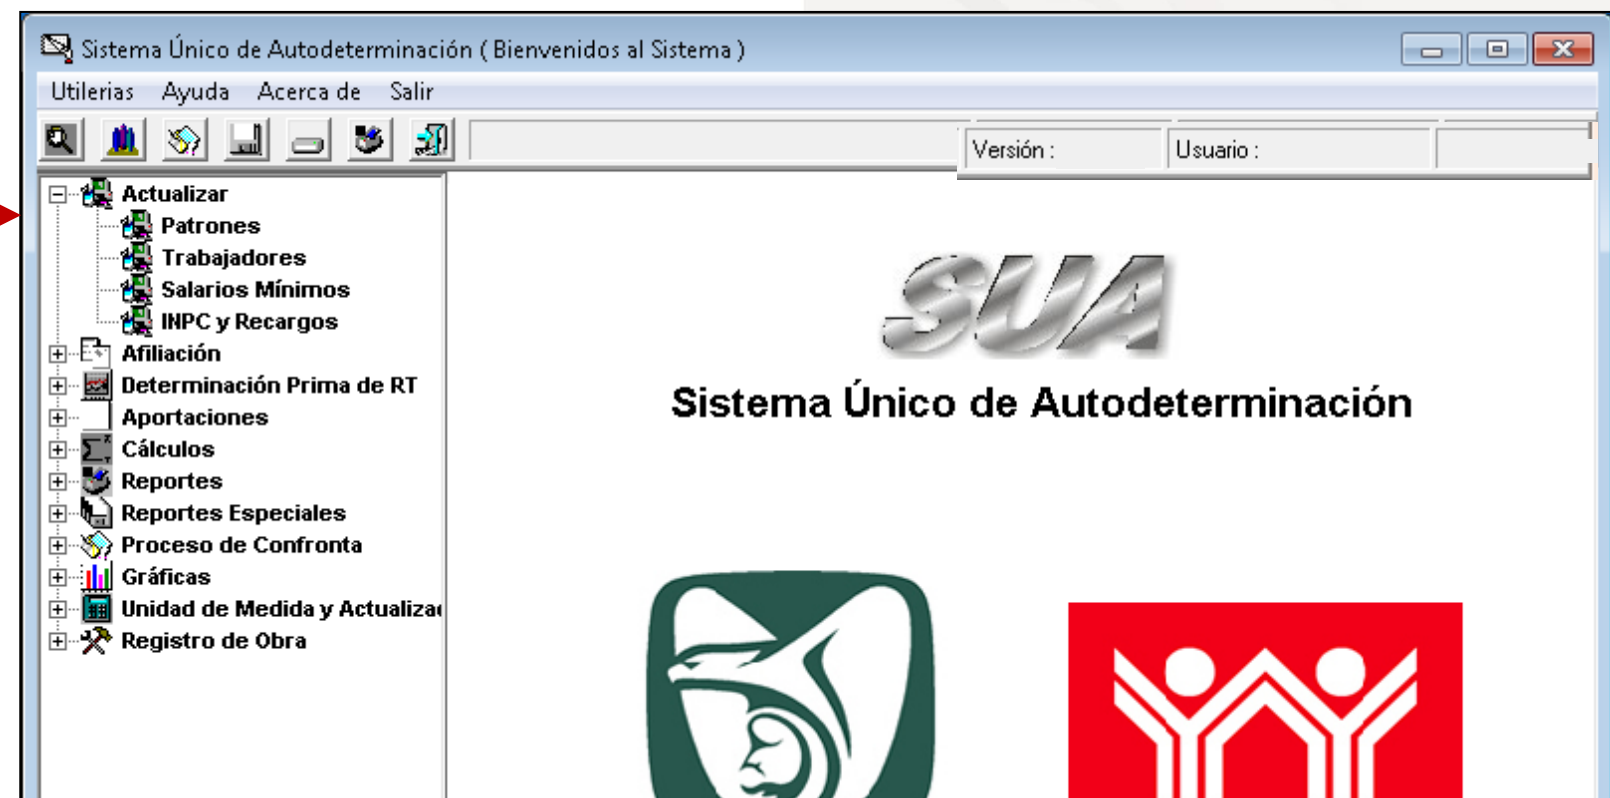 Sistema Único de Autodeterminación ( Bienvenidos al Sistema )
Utilerias Ayuda Acerca de Salir
Versión : Usuario :
Actualizar
Patrones
Trabajadores
Salarios Mínimos
INPC y Recargos
Afiliación
Determinación Prima de RT
Aportaciones
Cálculos
Reportes
Reportes Especiales
Proceso de Confronta
Gráficas
Unidad de Medida y Actualiza
Registro de Obra
SUA
Sistema Único de Autodeterminación